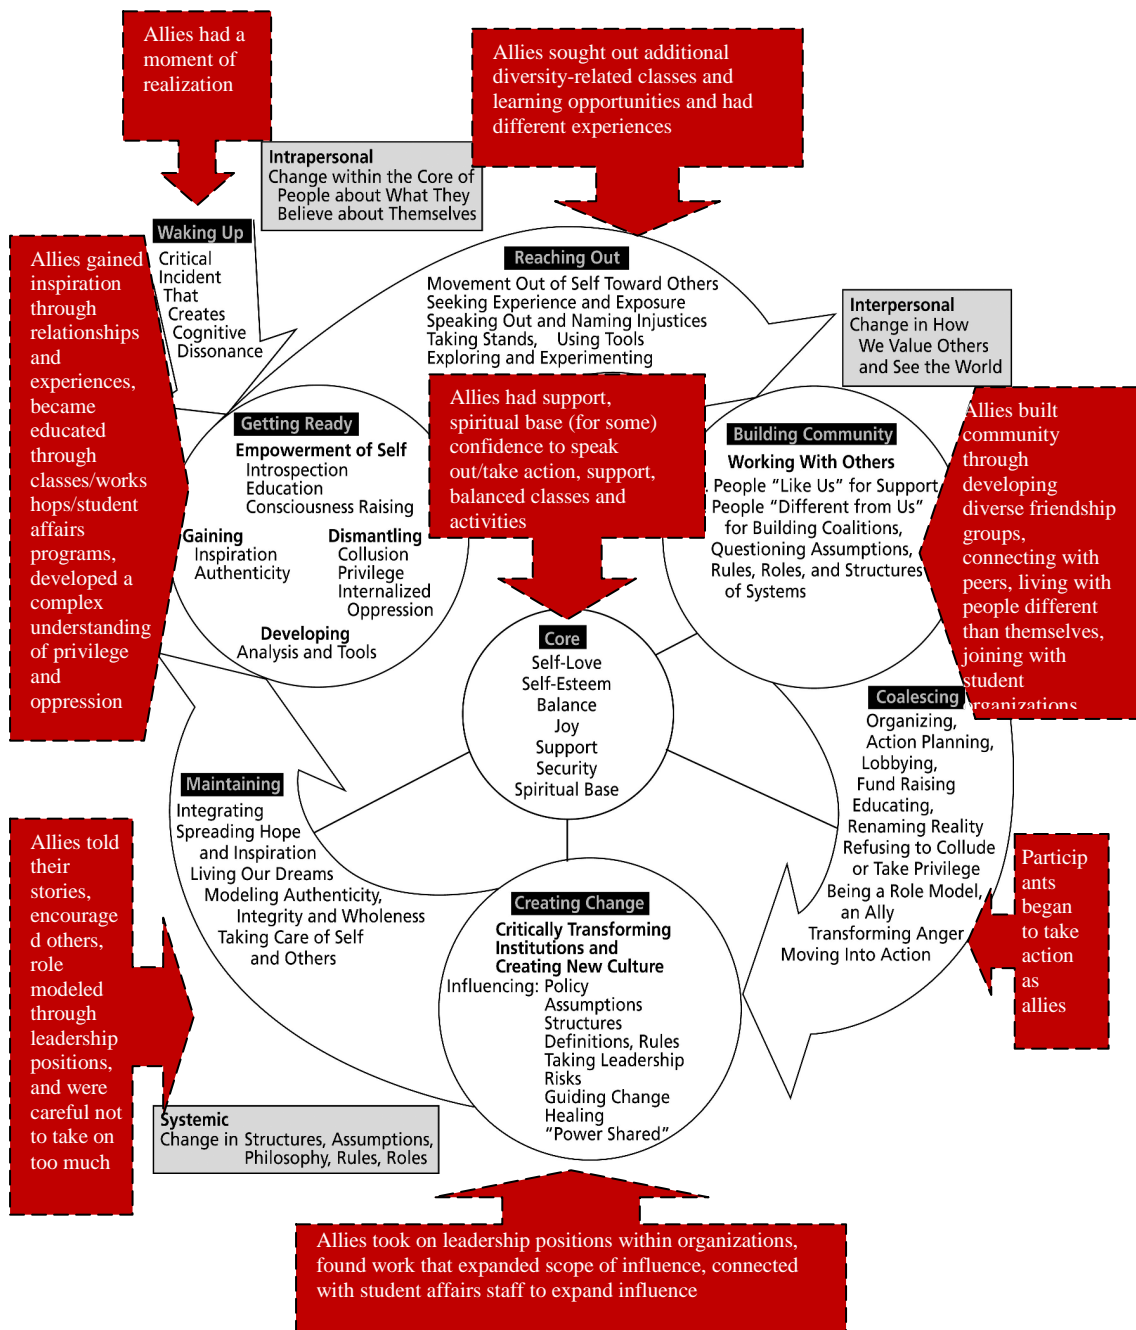 Allies had a
moment of
realization
Allies sought out additional
diversity-related classes and
learning opportunities and had
different experiences
Intrapersonal
Change within the Core of
People about What They
Believe about Themselves
Waking Up
Critical
Incident
That
Creates
Cognitive
Dissonance
Reaching Out
Movement Out of Self Toward Others
Seeking Experience and Exposure
Speaking Out and Naming Injustices
Taking Stands, Using Tools
Exploring and Experimenting
Interpersonal
Change in How
We Value Others
and See the World
Allies gained
inspiration
through
relationships
and
experiences,
became
educated
through
classes/works
hops/student
affairs
programs,
developed a
complex
understanding
of privilege
and
oppression
Getting Ready
Empowerment of Self
Introspection
Education
Consciousness Raising
Gaining
Inspiration
Authenticity
Dismantling
Collusion
Privilege
Internalized
Oppression
Developing
Analysis and Tools
Allies had support,
spiritual base (for some)
confidence to speak
out/take action, support,
balanced classes and
activities
Building Community
Working With Others
People “Like Us” for Support
People “Different from Us”
for Building Coalitions,
Questioning Assumptions,
Rules, Roles, and Structures
of Systems
Allies built
community
through
developing
diverse friendship
groups,
connecting with
peers, living with
people different
than themselves,
joining with
student
organizations
Core
Self-Love
Self-Esteem
Balance
Joy
Support
Security
Spiritual Base
Coalescing
Organizing,
Action Planning,
Lobbying,
Fund Raising
Educating,
Renaming Reality
Refusing to Collude
or Take Privilege
Being a Role Model,
an Ally
Transforming Anger
Moving Into Action
Particip
ants
began
to take
action
as
allies
Maintaining
Integrating
Spreading Hope
and Inspiration
Living Our Dreams
Modeling Authenticity,
Integrity and Wholeness
Taking Care of Self
and Others
Allies told
their
stories,
encourage
d others,
role
modeled
through
leadership
positions,
and were
careful not
to take on
too much
Creating Change
Critically Transforming
Institutions and
Creating New Culture
Influencing: Policy
Assumptions
Structures
Definitions, Rules
Taking Leadership
Risks
Guiding Change
Healing
”Power Shared”
Systemic
Change in Structures, Assumptions,
Philosophy, Rules, Roles
Allies took on leadership positions within organizations,
found work that expanded scope of influence, connected
with student affairs staff to expand influence